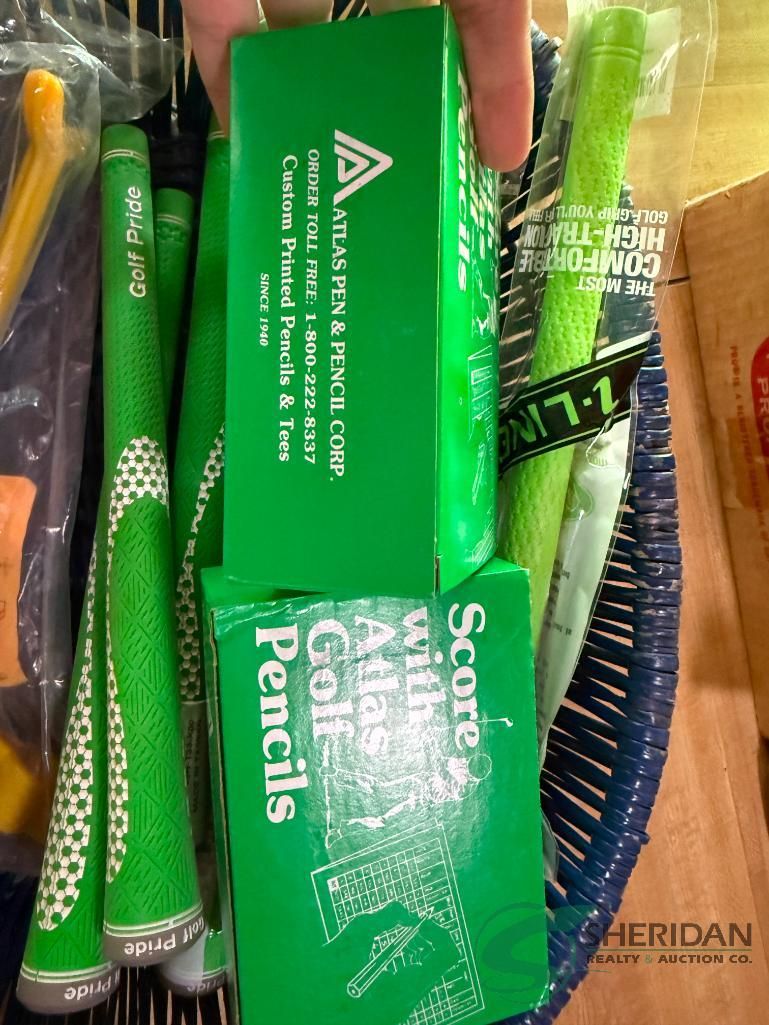 ATLAS PEN & PENCIL CORP.
ORDER TOLL FREE: 1-800-222-8337
Custom Printed Pencils & Tees
SINCE 1940
Pencils
Score
with
Atlas
Golf
Pencils
Golf Pride
Golf Pride
Golf Pride
THE MOST
COMFORTABLE
HIGH-TRACTION
GOLF GRIP YOU'LL
SHERIDAN
REALTY & AUCTION CO.